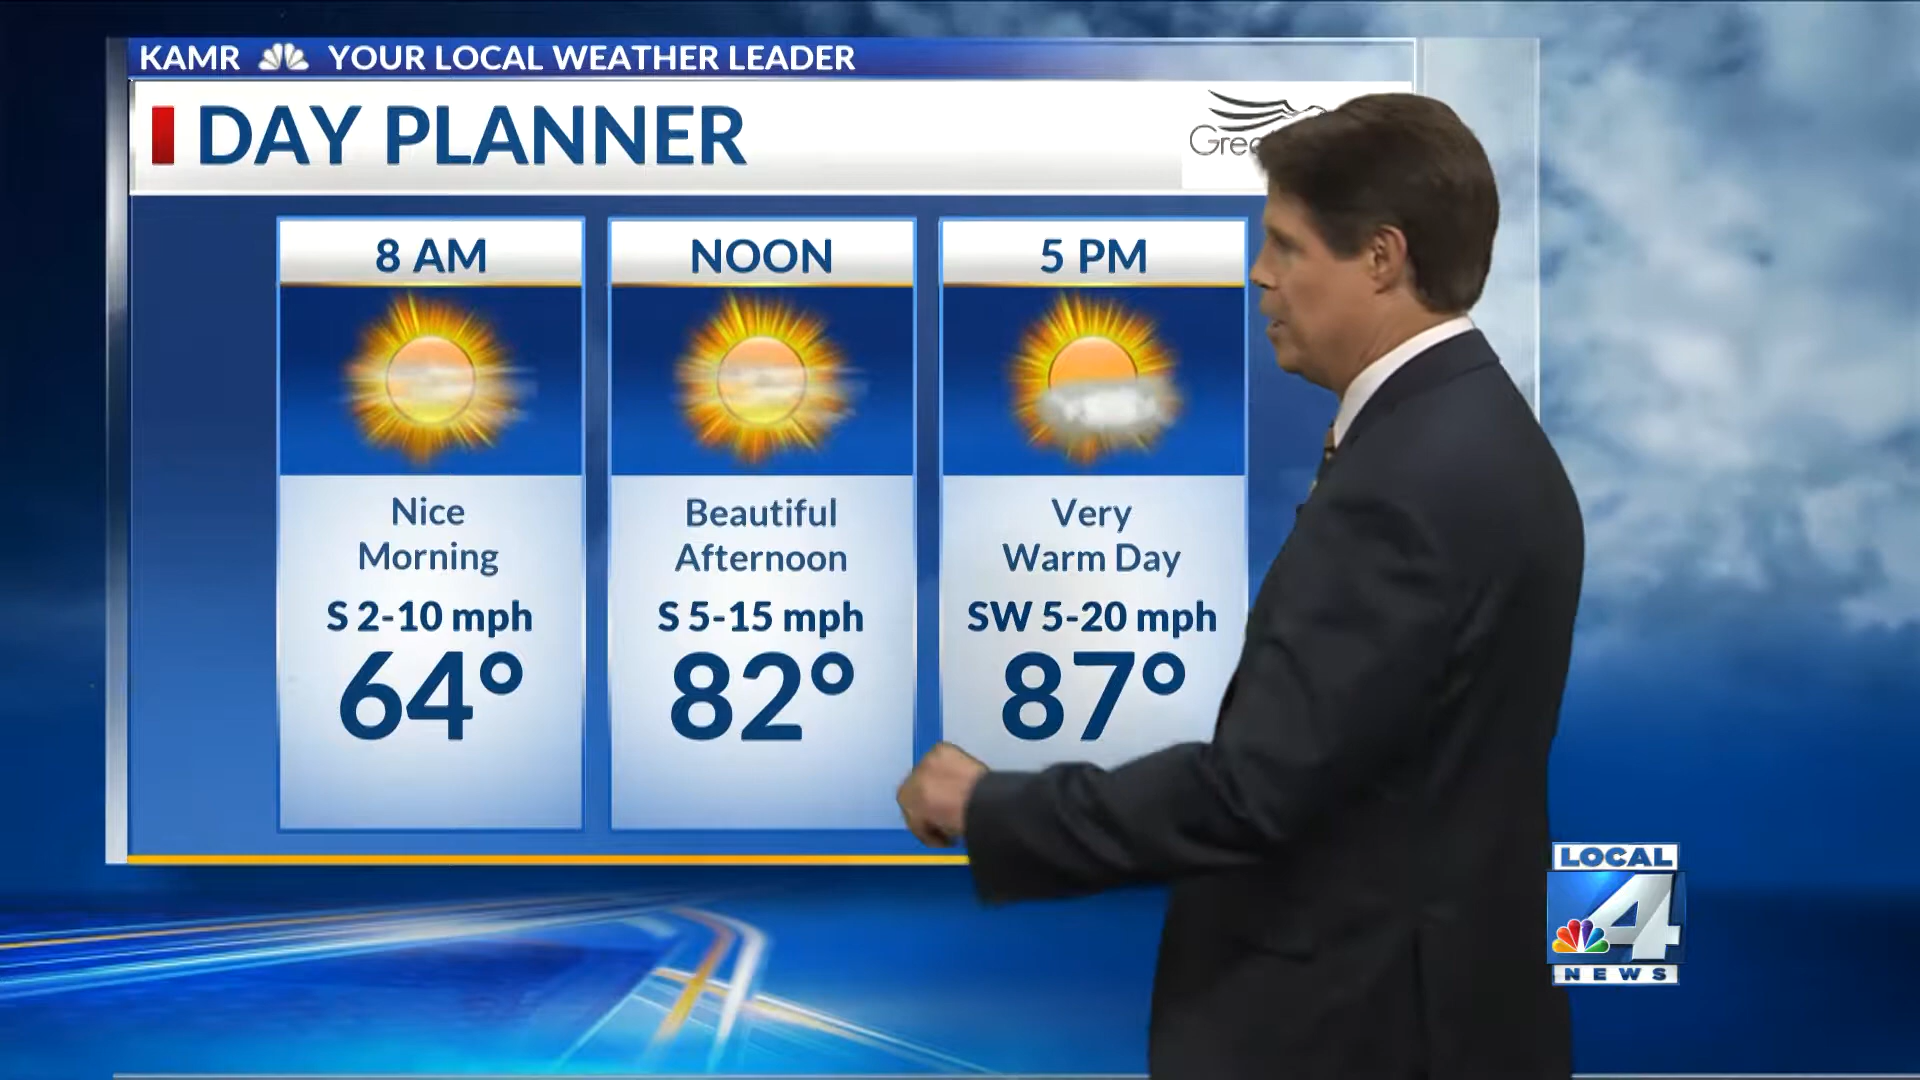 KAMR YOUR LOCAL WEATHER LEADER
DAY PLANNER
8 AM
Nice
Morning
S 2-10 mph
64°
NOON
Beautiful
Afternoon
S 5-15 mph
82°
5 PM
Very
Warm Day
SW 5-20 mph
87°
LOCAL
4
NEWS